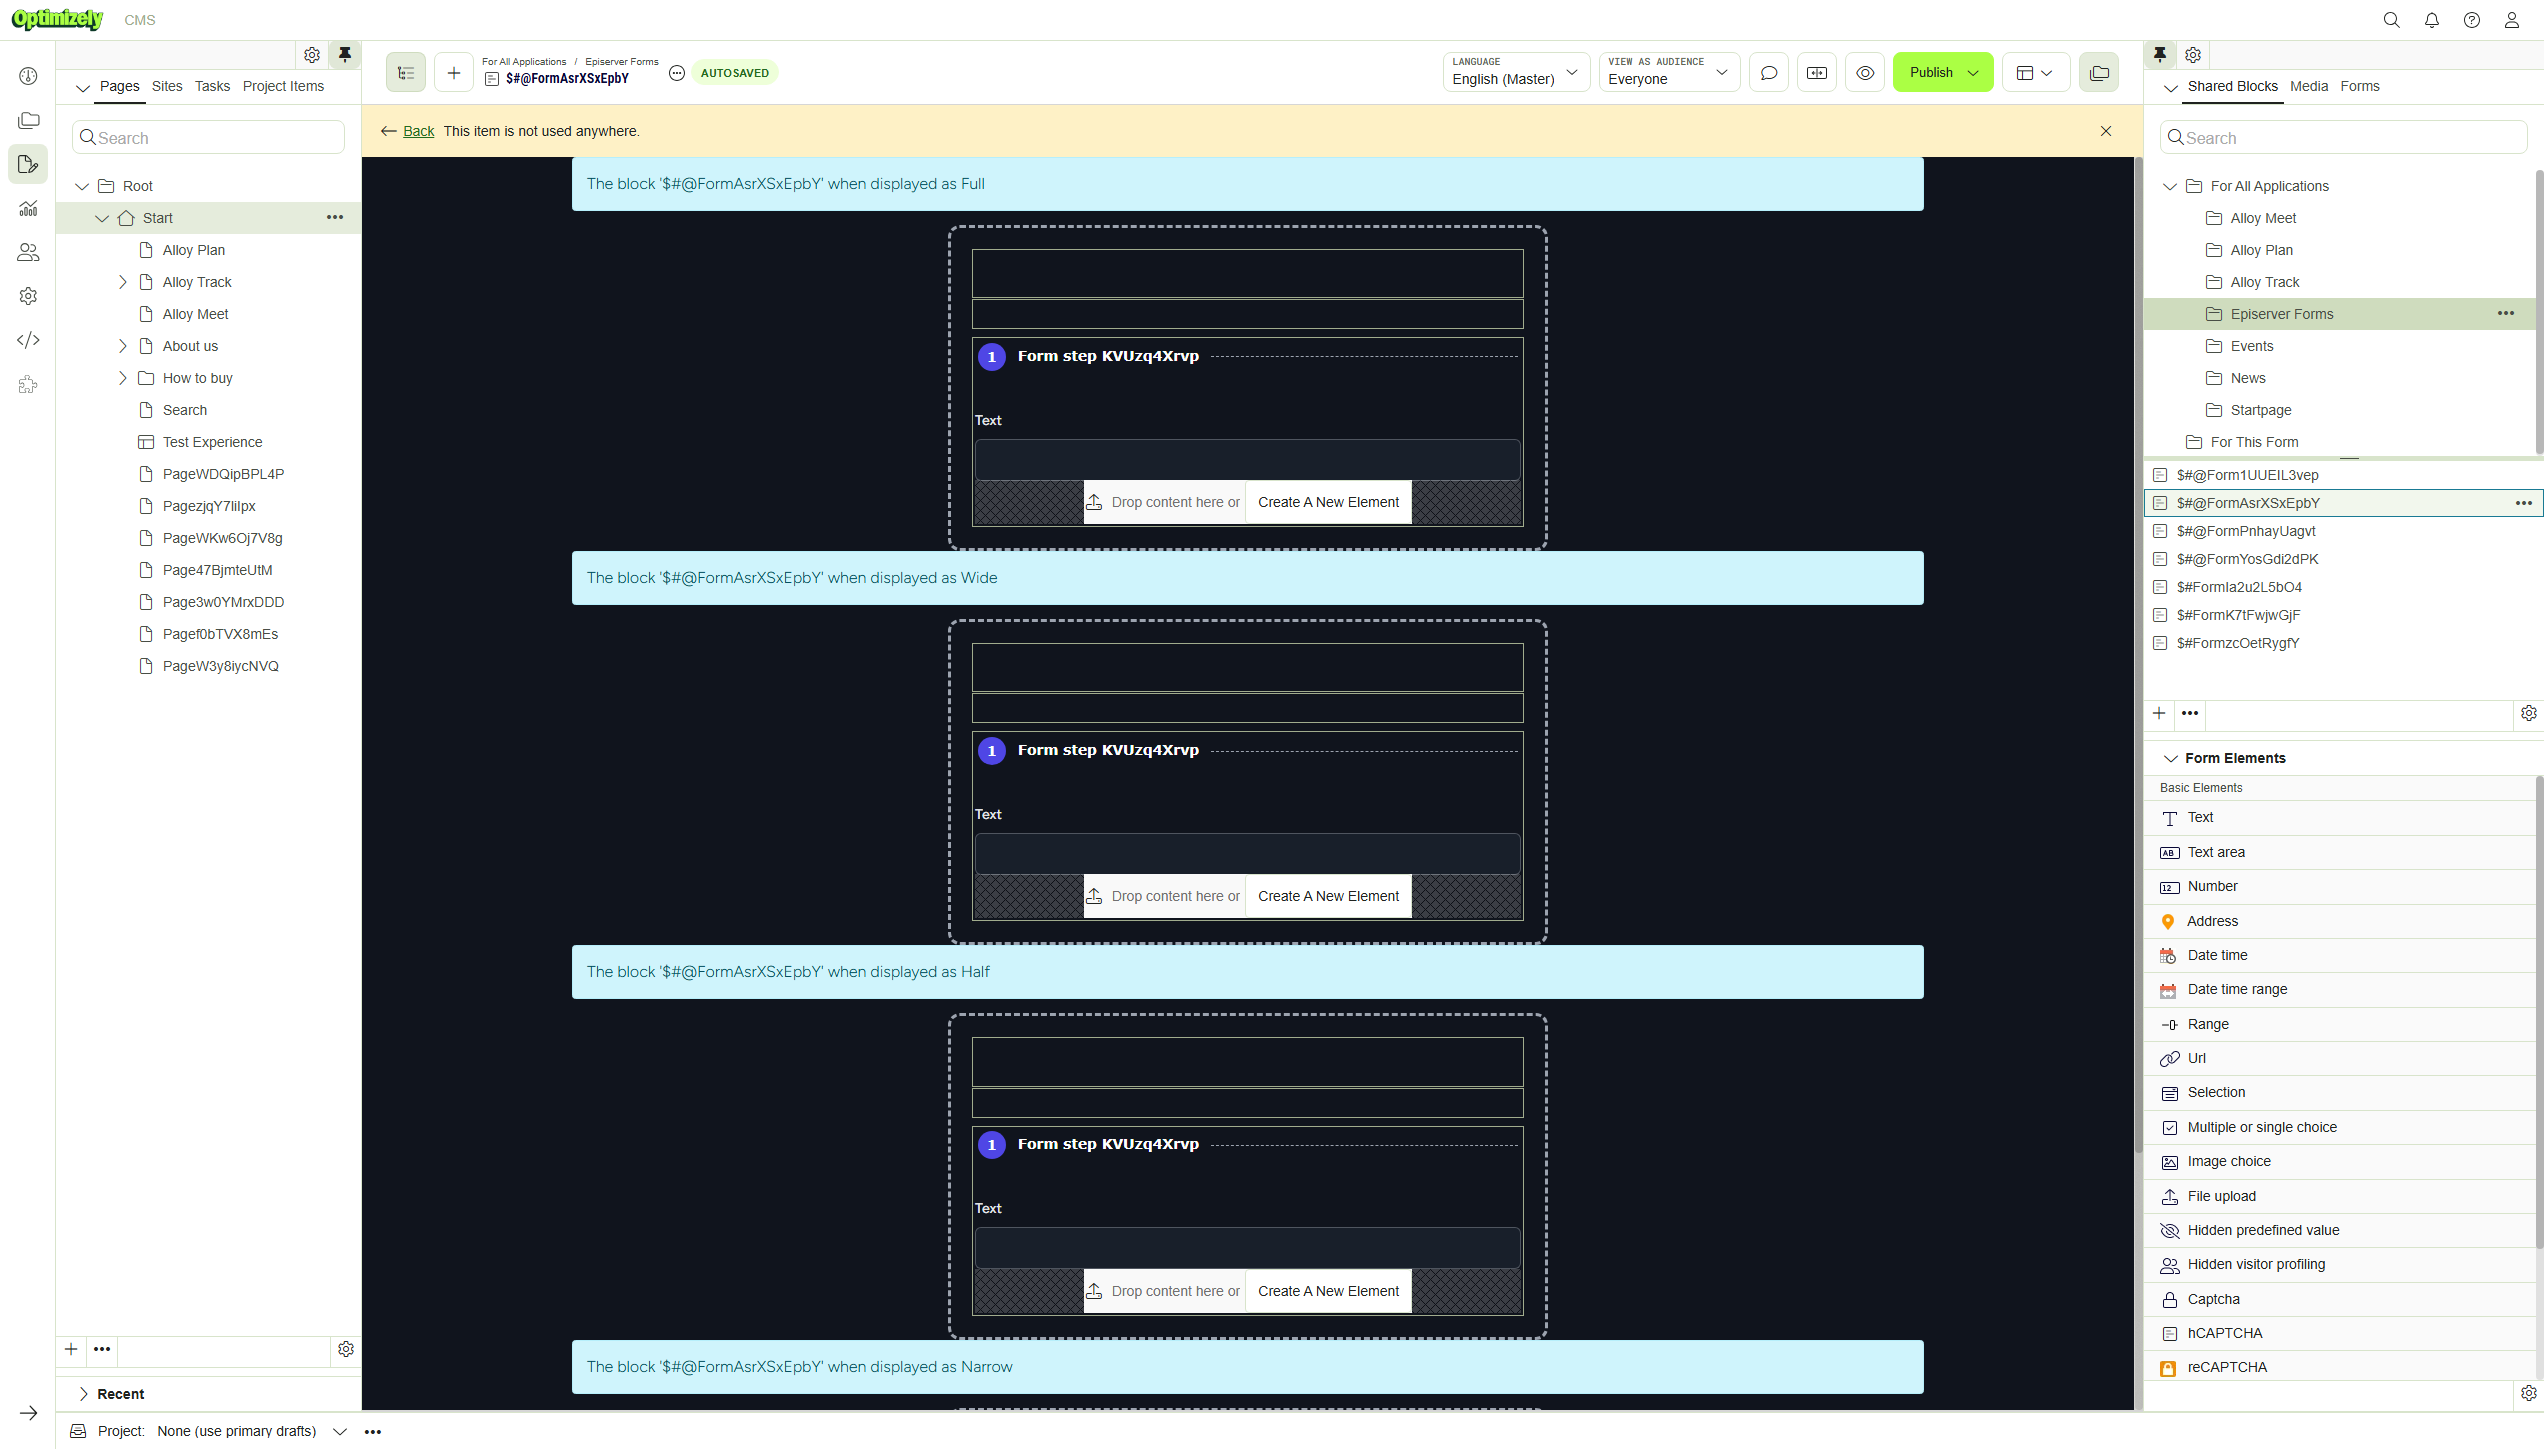 Optimizely
CMS
Pages
Sites
Tasks
Project Items
Search
Root
Start
Alloy Plan
Alloy Track
Alloy Meet
About us
How to buy
Search
Test Experience
PageWDQipBPL4P
Recent
Project: None (use primary drafts)
For All Applications / Episerver Forms
$#@FormAsrXSxEpbY
AUTOSAVED
LANGUAGE
English (Master)
VIEW AS AUDIENCE
Everyone
Publish
Back This item is not used anywhere.
The block '$#@FormAsrXSxEpbY' when displayed as Full
1 Form step KVUzq4Xrvp
Text
Drop content here or Create A New Element
The block '$#@FormAsrXSxEpbY' when displayed as Wide
1 Form step KVUzq4Xrvp
Text
Drop content here or Create A New Element
The block '$#@FormAsrXSxEpbY' when displayed as Half
1 Form step KVUzq4Xrvp
Text
Drop content here or Create A New Element
The block '$#@FormAsrXSxEpbY' when displayed as Narrow
Shared Blocks
Media
Forms
Search
For All Applications
Alloy Meet
Alloy Plan
Alloy Track
Episerver Forms
Events
News
Startpage
For This Form
$#@FormAsrXSxEpbY
$#@FormPnhayUagvt
$#@FormYosGdi2dPK
$#FormK7tFwjwGjF
$#FormzcOetRygfY
Form Elements
Basic Elements
Text
Text area
Number
Address
Date time
Date time range
Range
Url
Selection
Multiple or single choice
Image choice
File upload
Hidden predefined value
Hidden visitor profiling
Captcha
hCAPTCHA
reCAPTCHA
PageWKw6Oj7V8g
Page47BjmteUtM
Page3w0YMrxDDD
Pagef0bTVX8mEs
PageW3y8iycNVQ